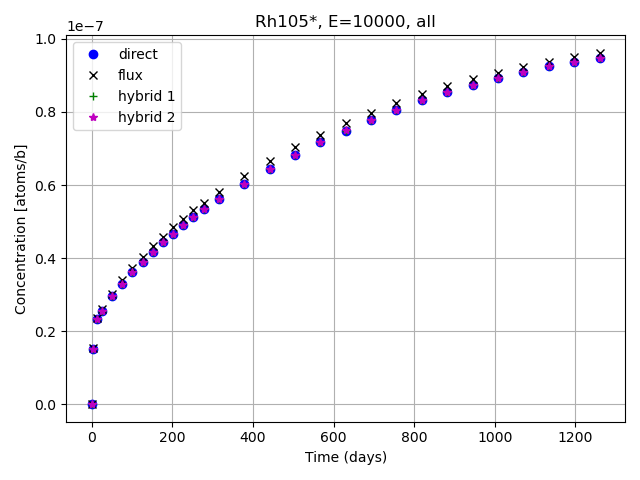 Rh105*, E=10000, all
1e−7
direct
flux
hybrid 1
hybrid 2
Concentration [atoms/b]
1.0
0.8
0.6
0.4
0.2
0.0
0 200 400 600 800 1000 1200
Time (days)